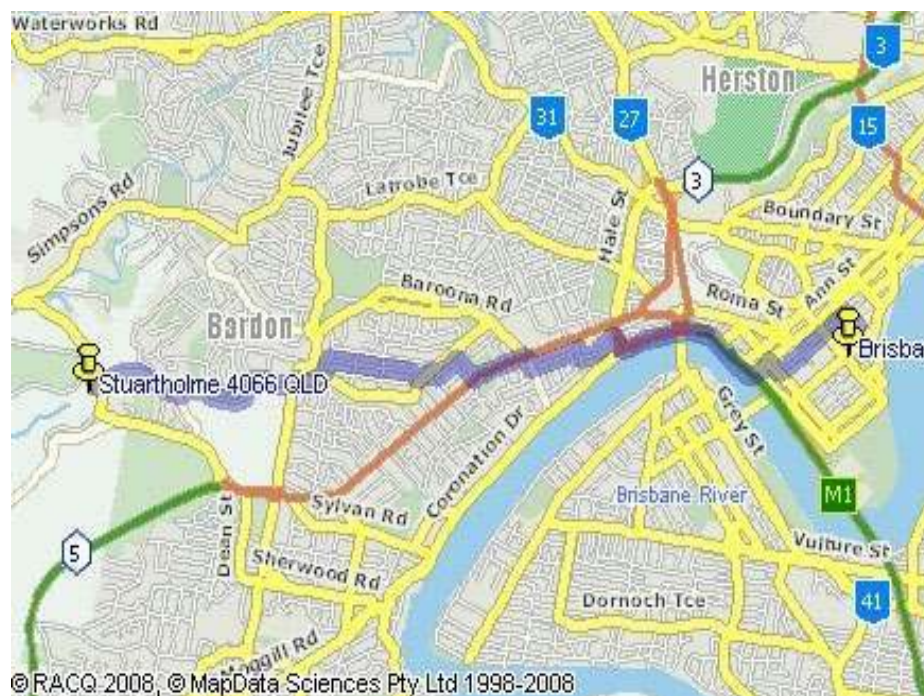 Waterworks Rd
3
Herston
Jubilee Tce
31
27
15
3
Latrobe Tce
Simpsons Rd
Hale St
Boundary St
Ann St
Baroona Rd
Roma St
Bardon
Brisba
Stuartholme 4066 QLD
Grey St
Coronation Dr
Brisbane River
M1
Sylvan Rd
Dean St
5
Vulture St
Sherwood Rd
Dornoch Tce
41
Moggill Rd
© RACQ 2008, © MapData Sciences Pty Ltd 1998-2008